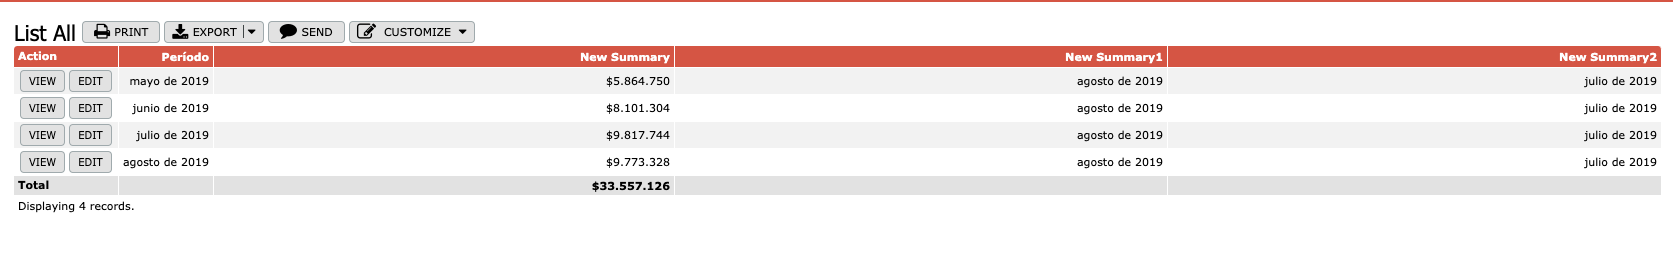 List All PRINT EXPORT SEND CUSTOMIZE
Action Período New Summary New Summary1 New Summary2
VIEW EDIT mayo de 2019 $5.864.750 agosto de 2019 julio de 2019
VIEW EDIT junio de 2019 $8.101.304 agosto de 2019 julio de 2019
VIEW EDIT julio de 2019 $9.817.744 agosto de 2019 julio de 2019
VIEW EDIT agosto de 2019 $9.773.328 agosto de 2019 julio de 2019
Total $33.557.126
Displaying 4 records.